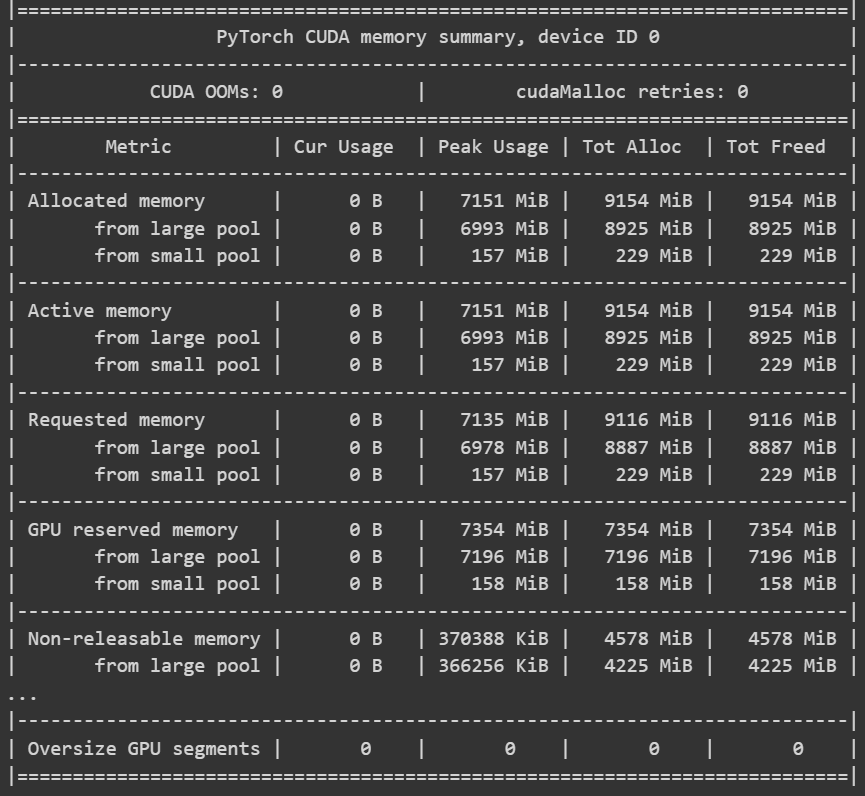 |===========================================================================|
|                  PyTorch CUDA memory summary, device ID 0                 |
|---------------------------------------------------------------------------|
|            CUDA OOMs: 0            |        cudaMalloc retries: 0         |
|===========================================================================|
|        Metric         | Cur Usage  | Peak Usage | Tot Alloc  | Tot Freed  |
|---------------------------------------------------------------------------|
| Allocated memory      |      0 B   |   7151 MiB |   9154 MiB |   9154 MiB |
|       from large pool |      0 B   |   6993 MiB |   8925 MiB |   8925 MiB |
|       from small pool |      0 B   |    157 MiB |    229 MiB |    229 MiB |
|---------------------------------------------------------------------------|
| Active memory         |      0 B   |   7151 MiB |   9154 MiB |   9154 MiB |
|       from large pool |      0 B   |   6993 MiB |   8925 MiB |   8925 MiB |
|       from small pool |      0 B   |    157 MiB |    229 MiB |    229 MiB |
|---------------------------------------------------------------------------|
| Requested memory      |      0 B   |   7135 MiB |   9116 MiB |   9116 MiB |
|       from large pool |      0 B   |   6978 MiB |   8887 MiB |   8887 MiB |
|       from small pool |      0 B   |    157 MiB |    229 MiB |    229 MiB |
|---------------------------------------------------------------------------|
| GPU reserved memory   |      0 B   |   7354 MiB |   7354 MiB |   7354 MiB |
|       from large pool |      0 B   |   7196 MiB |   7196 MiB |   7196 MiB |
|       from small pool |      0 B   |    158 MiB |    158 MiB |    158 MiB |
|---------------------------------------------------------------------------|
| Non-releasable memory |      0 B   | 370388 KiB |   4578 MiB |   4578 MiB |
|       from large pool |      0 B   | 366256 KiB |   4225 MiB |   4225 MiB |
...
|---------------------------------------------------------------------------|
| Oversize GPU segments |       0    |       0    |       0    |       0    |
|===========================================================================|